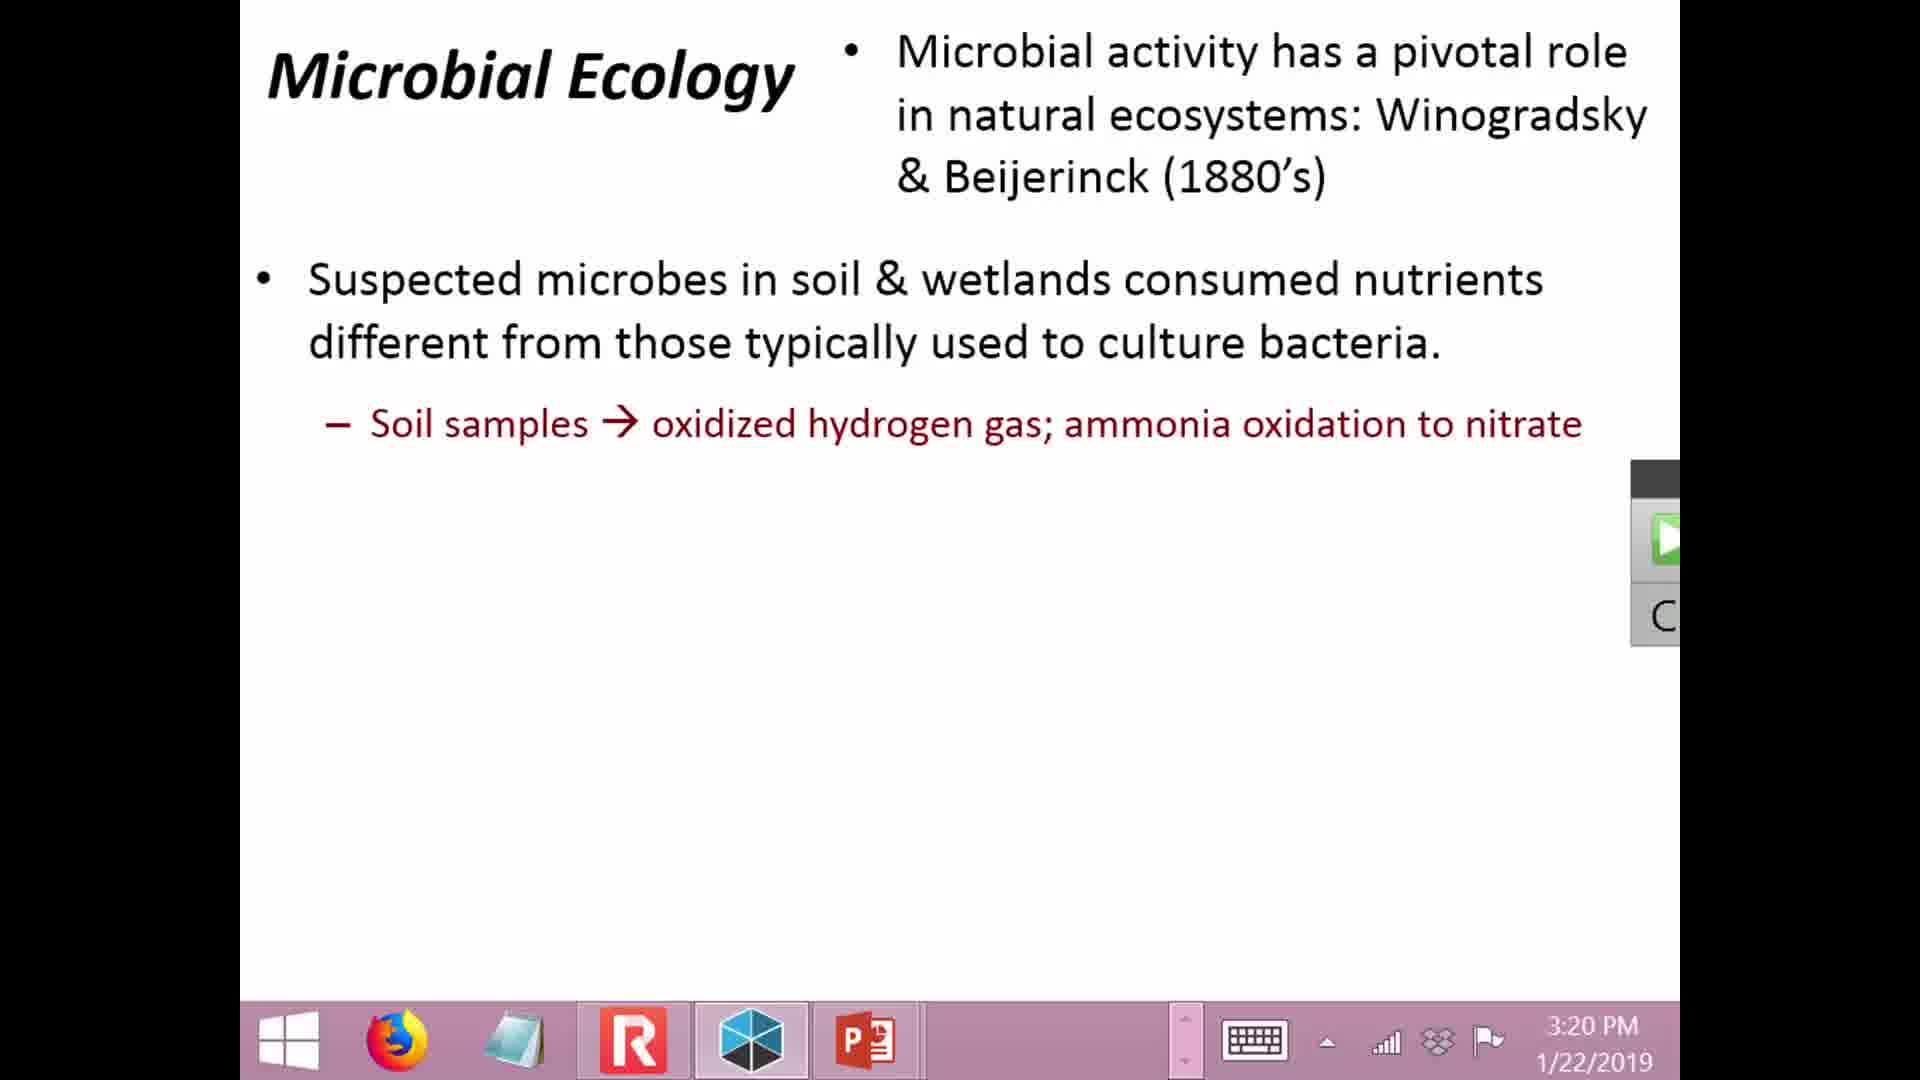 Microbial Ecology
• Microbial activity has a pivotal role
in natural ecosystems: Winogradsky
& Beijerinck (1880’s)
• Suspected microbes in soil & wetlands consumed nutrients
different from those typically used to culture bacteria.
– Soil samples → oxidized hydrogen gas; ammonia oxidation to nitrate
C
R
P
3:20 PM
1/22/2019